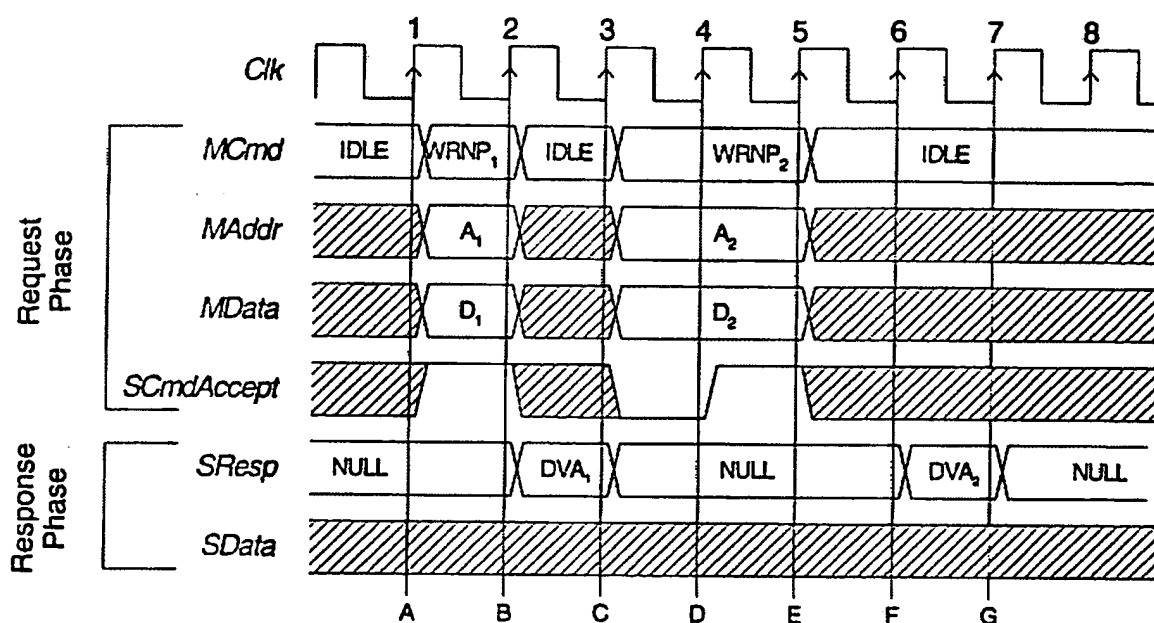 1 2 3 4 5 6 7 8
Clk
Request Phase
MCmd IDLE WRNP1 IDLE WRNP2 IDLE
MAddr A1 A2
MData D1 D2
SCmdAccept
Response Phase
SResp NULL DVA1 NULL DVA2 NULL
SData
A B C D E F G